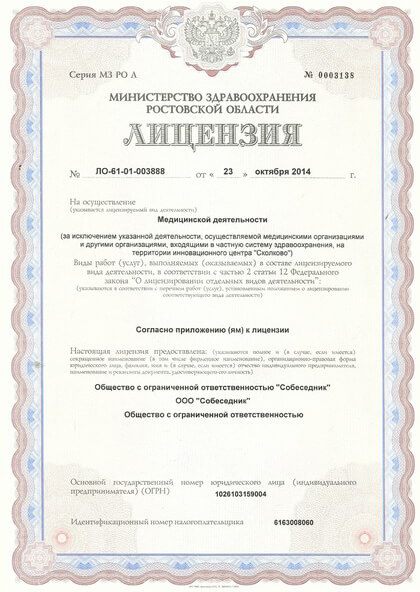 Серия МЗ РО Л № 0003138
МИНИСТЕРСТВО ЗДРАВООХРАНЕНИЯ
РОСТОВСКОЙ ОБЛАСТИ
ЛИЦЕНЗИЯ
№ ЛО-61-01-003888 от « 23 » октября 2014 г.
На осуществление
(указывается лицензируемый вид деятельности)
Медицинской деятельности
(за исключением указанной деятельности, осуществляемой медицинскими организациями
и другими организациями, входящими в частную систему здравоохранения, на
территории инновационного центра "Сколково")
Виды работ (услуг), выполняемых (оказываемых) в составе лицензируемого
вида деятельности, в соответствии с частью 2 статьи 12 Федерального
закона "О лицензировании отдельных видов деятельности":
(указываются в соответствии с перечнем работ (услуг), установленным положением о лицензировании
соответствующего вида деятельности)
Согласно приложению (ям) к лицензии
Настоящая лицензия предоставлена: (указываются полное и (в случае, если имеется)
сокращенное наименование (в том числе фирменное наименование), организационно-правовая форма
юридического лица, фамилия, имя и (в случае, если имеется) отчество индивидуального предпринимателя,
наименование и реквизиты документа, удостоверяющего его личность)
Общество с ограниченной ответственностью "Собеседник"
ООО "Собеседник"
Общество с ограниченной ответственностью
Основной государственный номер юридического лица (индивидуального
предпринимателя) (ОГРН) 1026103159004
Идентификационный номер налогоплательщика 6163008060